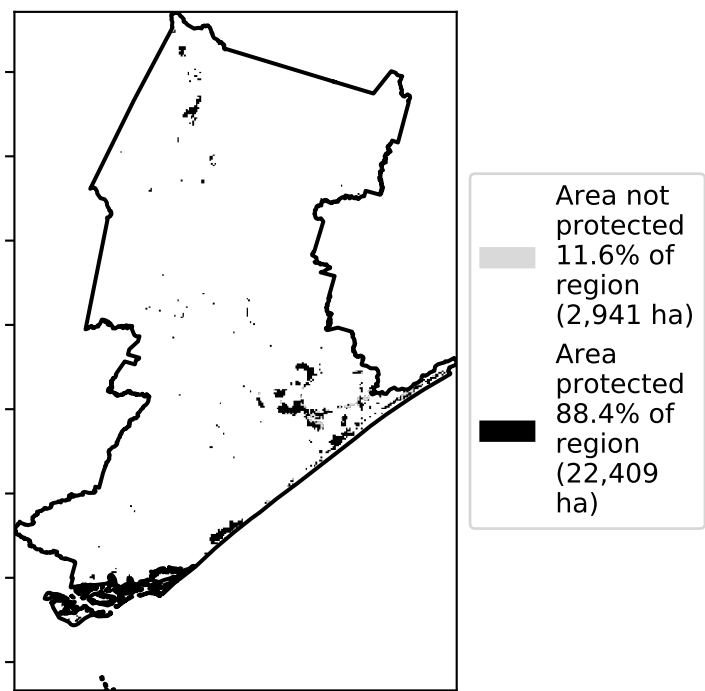 Area not
protected
11.6% of
region
(2,941 ha)
Area
protected
88.4% of
region
(22,409
ha)